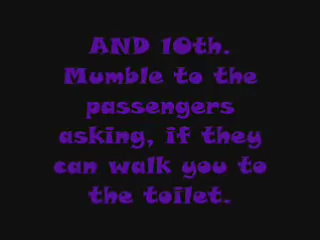 AND 10th.
Mumble to the
passengers
asking, if they
can walk you to
the toilet.